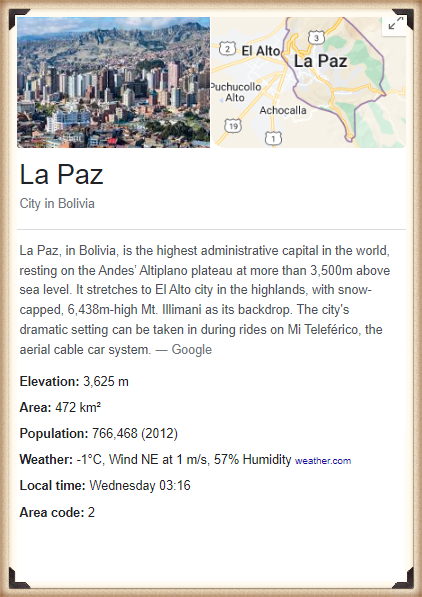 2
El Alto
3
La Paz
Puchucollo
Alto
Achocalla
19
1
La Paz
City in Bolivia
La Paz, in Bolivia, is the highest administrative capital in the world,
resting on the Andes’ Altiplano plateau at more than 3,500m above
sea level. It stretches to El Alto city in the highlands, with snow-
capped, 6,438m-high Mt. Illimani as its backdrop. The city's
dramatic setting can be taken in during rides on Mi Teleférico, the
aerial cable car system. — Google
Elevation: 3,625 m
Area: 472 km²
Population: 766,468 (2012)
Weather: -1°C, Wind NE at 1 m/s, 57% Humidity weather.com
Local time: Wednesday 03:16
Area code: 2